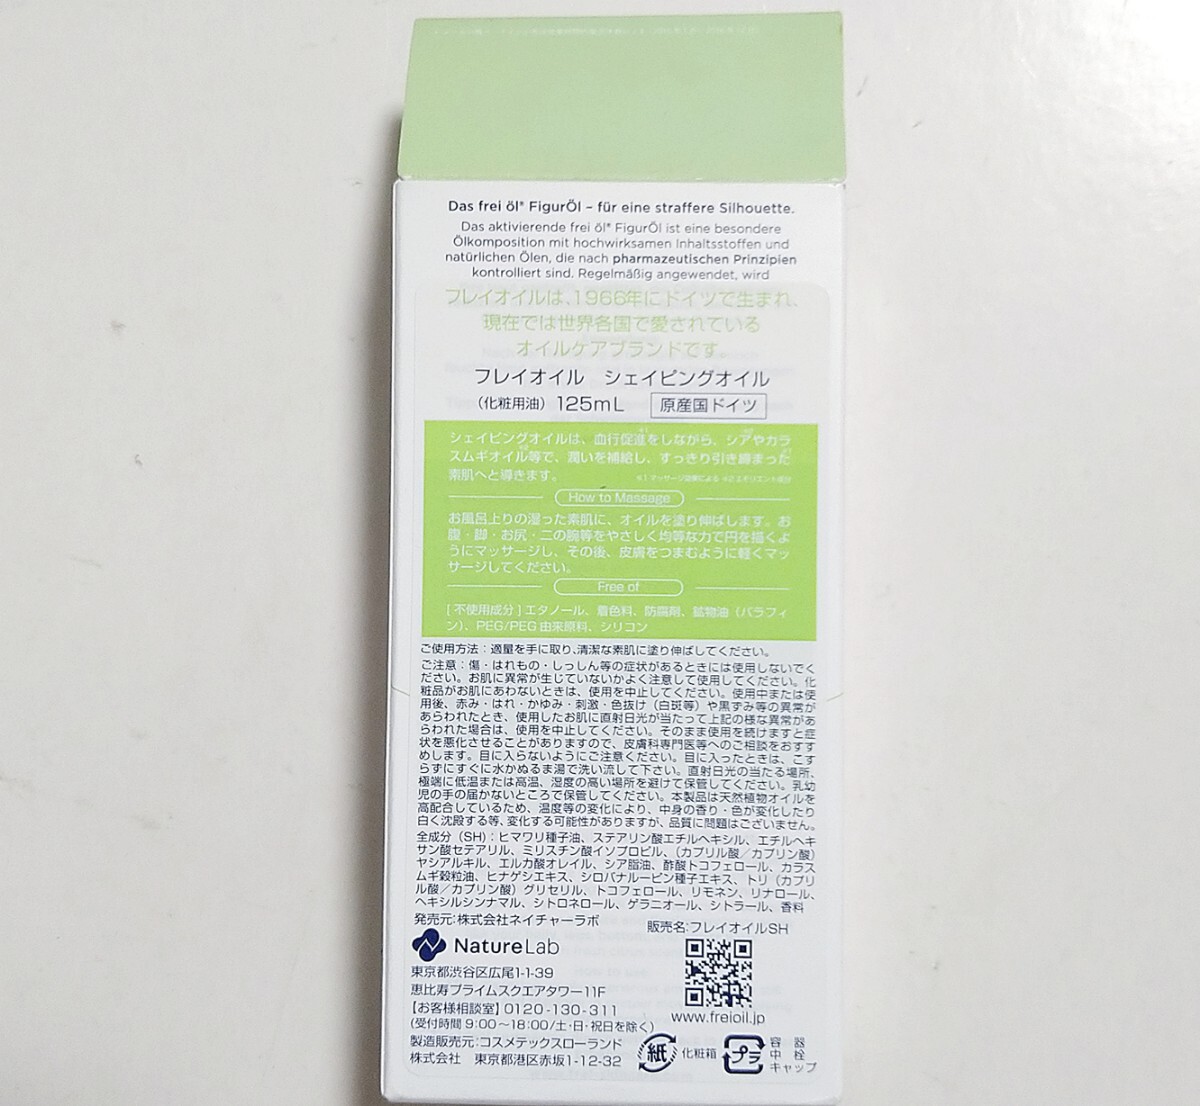 Das frei öl® FigurÖl – für eine straffere Silhouette.
Das aktivierende frei öl® FigurÖl ist eine besondere
Ölkomposition mit hochwirksamen Inhaltsstoffen und
natürlichen Ölen, die nach pharmazeutischen Prinzipien
kontrolliert sind. Regelmäßig angewendet, wird
フレイオイルは、1966年にドイツで生まれ、
現在では世界各国で愛されている
オイルケアブランドです。
フレイオイル シェイピングオイル
(化粧用油) 125mL 原産国ドイツ
シェイピングオイルは、血行促進※1をしながら、シアやカラ
スムギオイル等※2で、潤いを補給し、すっきり引き締まった
素肌へと導きます。 ※1 マッサージ効果による ※2 エモリエント成分
How to Massage
お風呂上りの湿った素肌に、オイルを塗り伸ばします。お
腹・脚・お尻・二の腕等をやさしく均等な力で円を描くよ
うにマッサージし、その後、皮膚をつまむように軽くマッ
サージしてください。
Free of
[ 不使用成分 ] エタノール、着色料、防腐剤、鉱物油（パラフィ
ン）、PEG/PEG 由来原料、シリコン
ご使用方法：適量を手に取り、清潔な素肌に塗り伸ばしてください。
ご注意：傷・はれもの・しっしん等の症状があるときには使用しないでく
ださい。お肌に異常が生じていないかよく注意して使用してください。化
粧品がお肌にあわないときは、使用を中止してください。使用中または使
用後、赤み・はれ・かゆみ・刺激・色抜け（白斑等）や黒ずみ等の異常が
あらわれたとき、使用したお肌に直射日光が当たって上記の様な異常があ
らわれた場合は、使用を中止してください。そのまま使用を続けますと症
状を悪化させることがありますので、皮膚科専門医等へのご相談をおすす
めします。目に入らないようにご注意ください。目に入ったときは、こす
らずにすぐに水かぬるま湯で洗い流して下さい。直射日光の当たる場所、
極端に低温または高温、湿度の高い場所を避けて保管してください。乳幼
児の手の届かないところで保管してください。本製品は天然植物オイルを
高配合しているため、温度等の変化により、中身の香り・色が変化したり
白く沈殿する等、変化する可能性がありますが、品質に問題はございません。
全成分（SH）：ヒマワリ種子油、ステアリン酸エチルヘキシル、エチルヘキ
サン酸セテアリル、ミリスチン酸イソプロピル、（カプリル酸／カプリン酸）
ヤシアルキル、エルカ酸オレイル、シア脂油、酢酸トコフェロール、カラス
ムギ穀粒油、ヒナゲシエキス、シロバナルーピン種子エキス、トリ（カプリ
ル酸／カプリン酸）グリセリル、トコフェロール、リモネン、リナロール、
ヘキシルシンナマル、シトロネロール、ゲラニオール、シトラール、香料
発売元：株式会社ネイチャーラボ
販売名：フレイオイルSH
NatureLab
東京都渋谷区広尾1-1-39
恵比寿プライムスクエアタワー11F
【お客様相談室】0120-130-311
(受付時間 9:00～18:00/土・日・祝日を除く)
www.freioil.jp
製造販売元：コスメテックスローランド
株式会社 東京都港区赤坂1-12-32
紙 化粧箱
プラ 容器
中栓
キャップ